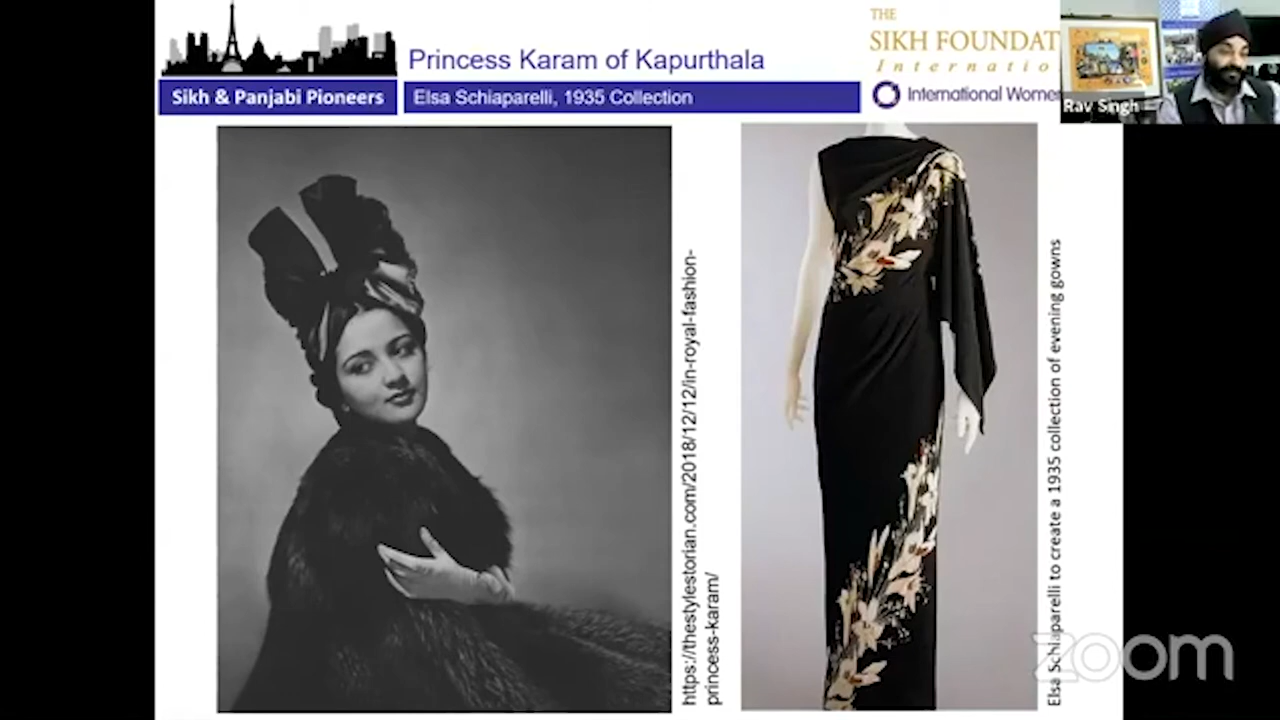 Princess Karam of Kapurthala
THE
SIKH FOUNDAT
Internatio
Sikh & Panjabi Pioneers
Elsa Schiaparelli, 1935 Collection
International Wome
Rav Singh
https://thestylestorian.com/2018/12/12/in-royal-fashion-
princess-karam/
Elsa Schiaparelli to create a 1935 collection of evening gowns
zoom